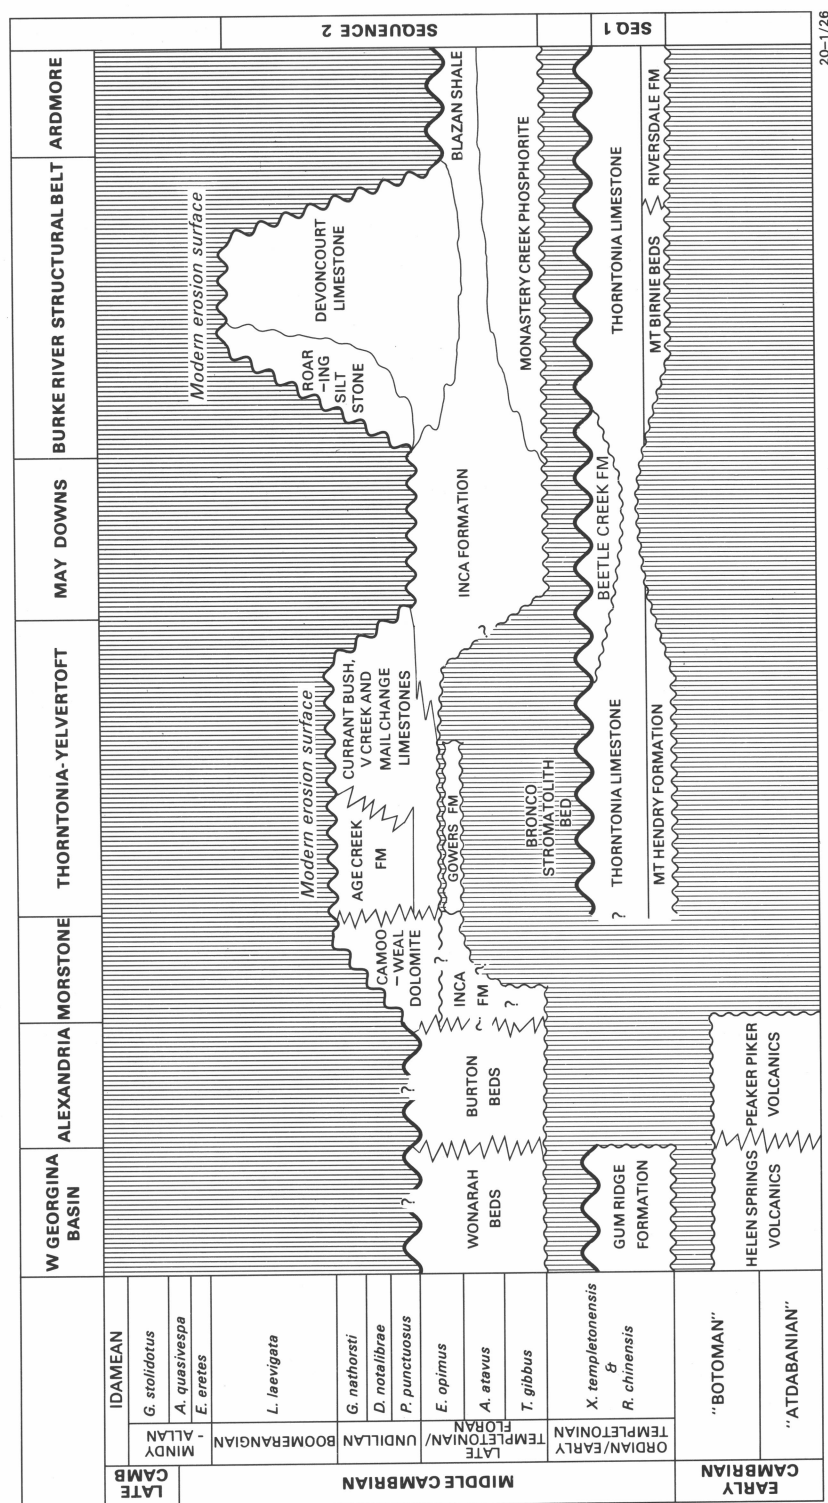 W GEORGINA
BASIN
ALEXANDRIA
MORSTONE
THORNTONIA-YELVERTOFT
MAY DOWNS
BURKE RIVER STRUCTURAL BELT
ARDMORE
LATE
CAMB
MIDDLE CAMBRIAN
EARLY
CAMBRIAN
MINDY
-ALLAN
BOOMERANGIAN
UNDILLAN
LATE
TEMPLETONIAN/
FLORAN
ORDIAN/EARLY
TEMPLETONIAN
IDAMEAN
G. stolidotus
A. quasivespa
E. eretes
L. laevigata
G. nathorsti
D. notalibrae
P. punctuosus
E. opimus
A. atavus
T. gibbus
X. templetonensis
&
R. chinensis
"BOTOMAN"
"ATDABANIAN"
?
WONARAH
BEDS
GUM RIDGE
FORMATION
HELEN SPRINGS
VOLCANICS
?
BURTON
BEDS
PEAKER PIKER
VOLCANICS
CAMOO
-WEAL
DOLOMITE
?
?
INCA
FM
?
?
Modern erosion surface
AGE CREEK
FM
CURRANT BUSH,
V CREEK AND
MAIL CHANGE
LIMESTONES
GOWERS FM
?
BRONCO
STROMATOLITH
BED
?
THORNTONIA LIMESTONE
MT HENDRY FORMATION
INCA FORMATION
BEETLE CREEK FM
Modern erosion surface
ROAR
-ING
SILT
STONE
DEVONCOURT
LIMESTONE
BLAZAN SHALE
MONASTERY CREEK PHOSPHORITE
THORNTONIA LIMESTONE
MT BIRNIE BEDS
RIVERSDALE FM
SEQUENCE 2
SEQ 1
20-1/26